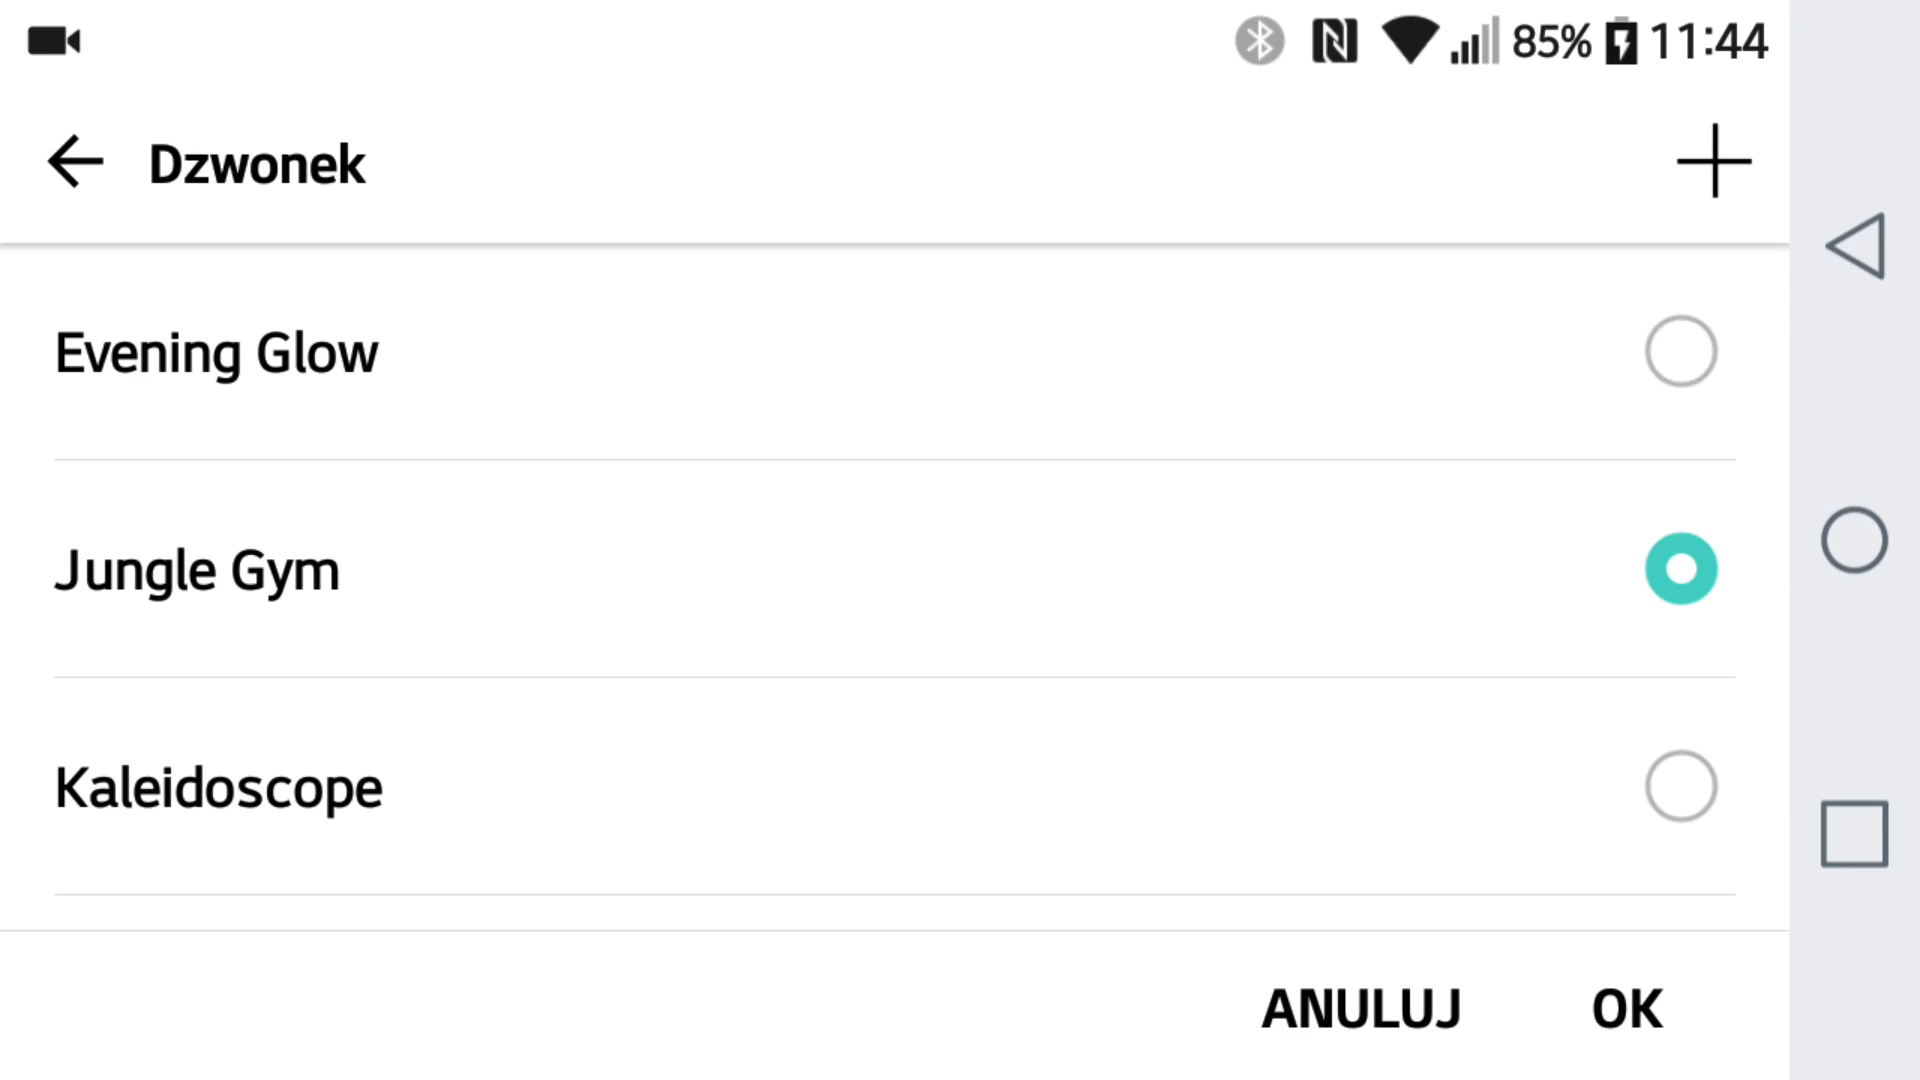 85% 11:44
Dzwonek
Evening Glow
Jungle Gym
Kaleidoscope
ANULUJ OK